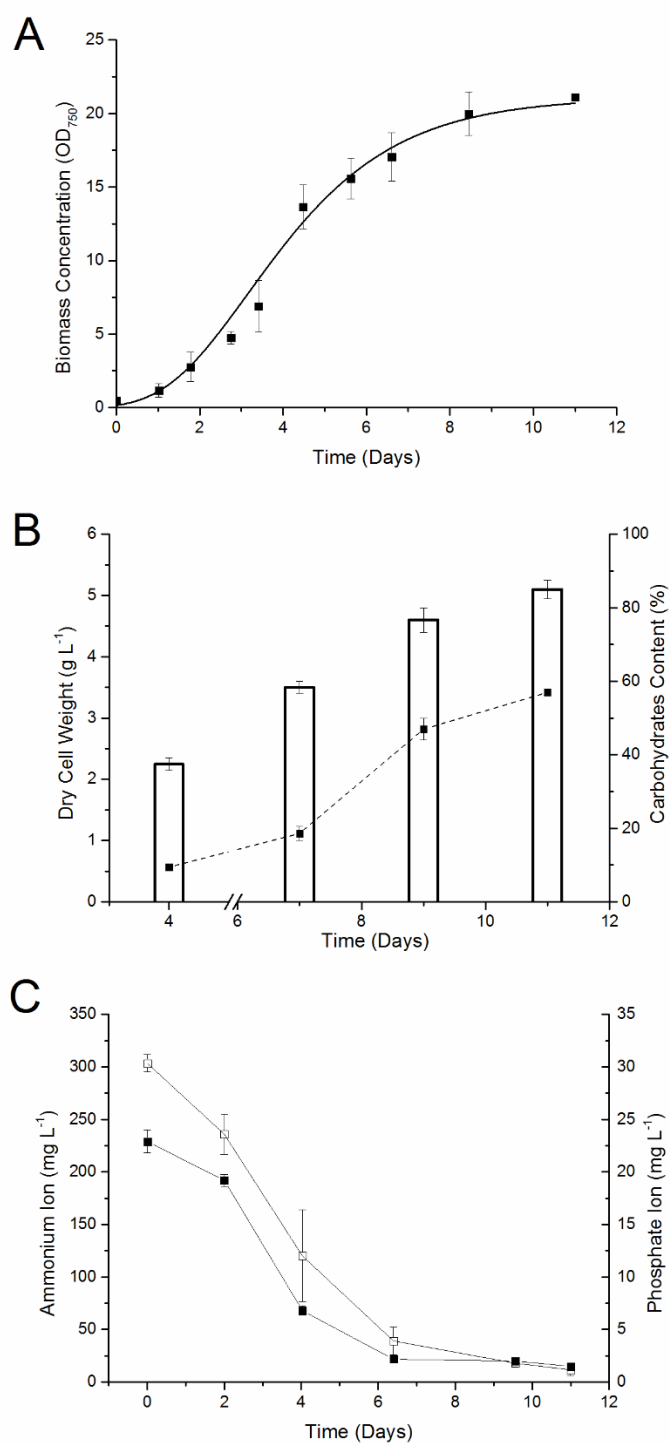 A
25
20
15
10
5
0
Biomass Concentration (OD750)
0 2 4 6 8 10 12
Time (Days)
B
6
5
4
3
2
1
0
Dry Cell Weight (g L-1)
100
80
60
40
20
0
Carbohydrates Content (%)
4 6 8 10 12
Time (Days)
C
350
300
250
200
150
100
50
0
Ammonium Ion (mg L-1)
35
30
25
20
15
10
5
0
Phosphate Ion (mg L-1)
0 2 4 6 8 10 12
Time (Days)